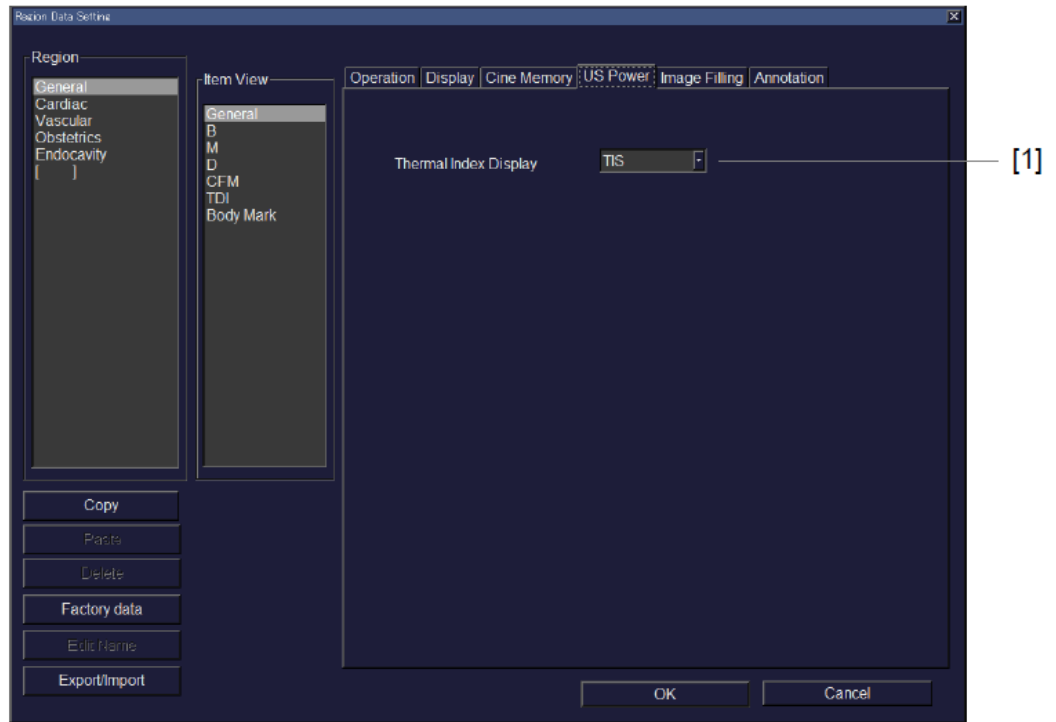 Region Data Setting
Region
General
Cardiac
Vascular
Obstetrics
Endocavity
[ ]
Item View
General
B
M
D
CFM
TDI
Body Mark
Operation Display Cine Memory US Power Image Filling Annotation
Thermal Index Display TIS
[1]
Copy
Paste
Delete
Factory data
Edit Name
Export/Import
OK Cancel